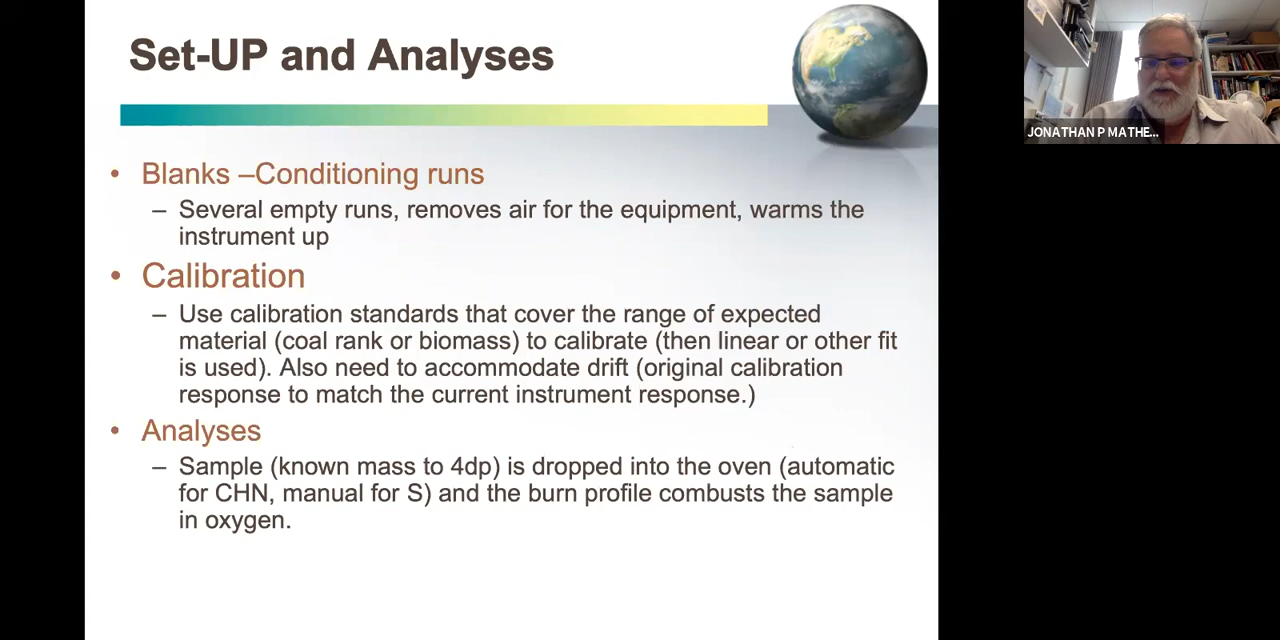 Set-UP and Analyses
JONATHAN P MATHE...
• Blanks –Conditioning runs
– Several empty runs, removes air for the equipment, warms the
instrument up
• Calibration
– Use calibration standards that cover the range of expected
material (coal rank or biomass) to calibrate (then linear or other fit
is used). Also need to accommodate drift (original calibration
response to match the current instrument response.)
• Analyses
– Sample (known mass to 4dp) is dropped into the oven (automatic
for CHN, manual for S) and the burn profile combusts the sample
in oxygen.